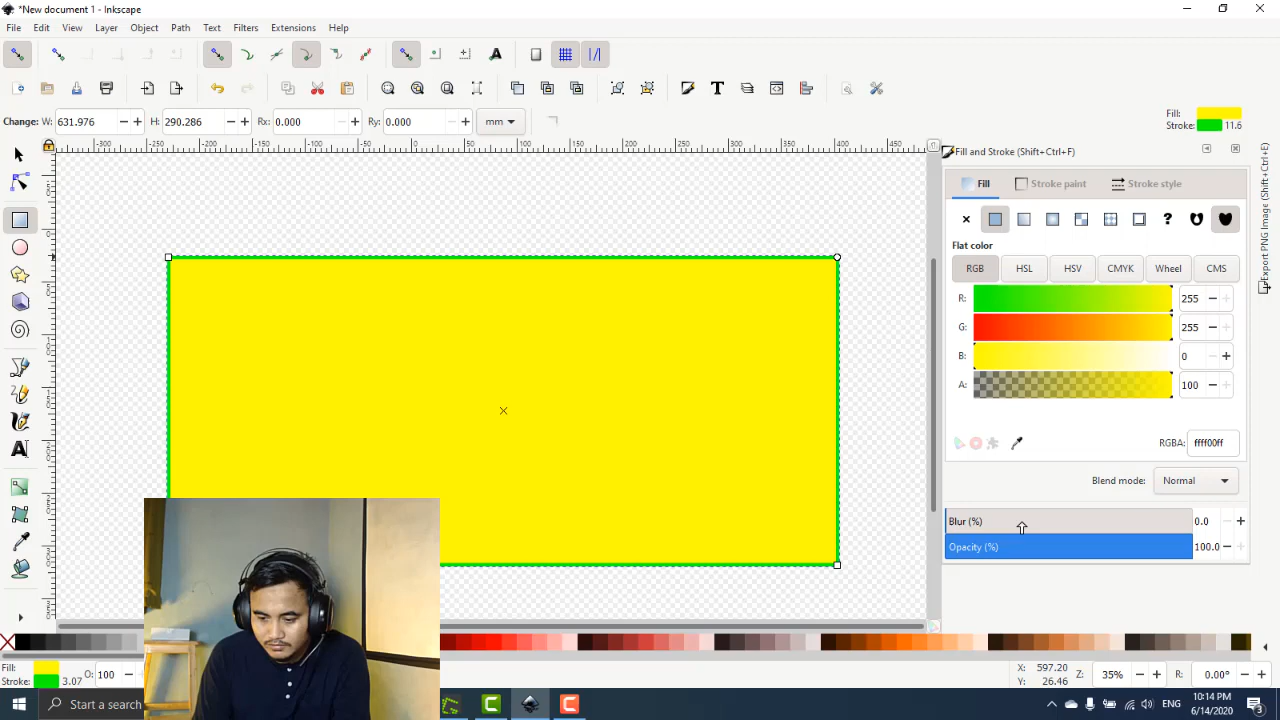 *New document 1 - Inkscape
File Edit View Layer Object Path Text Filters Extensions Help
Change: W: 631.976 H: 290.286 Rx: 0.000 Ry: 0.000 mm
Fill:
Stroke: 11.6
Fill and Stroke (Shift+Ctrl+F)
Export PNG Image (Shift+Ctrl+E)
Fill Stroke paint Stroke style
Flat color
RGB HSL HSV CMYK Wheel CMS
R: 255
G: 255
B: 0
A: 100
RGBA: ffff00ff
Blend mode: Normal
Blur (%) 0.0
Opacity (%) 100.0
Fill:
Stroke: 3.07
O: 100
X: 597.20
Y: 26.46
Z: 35% R: 0.00°
Start a search
ENG
10:14 PM
6/14/2020
3